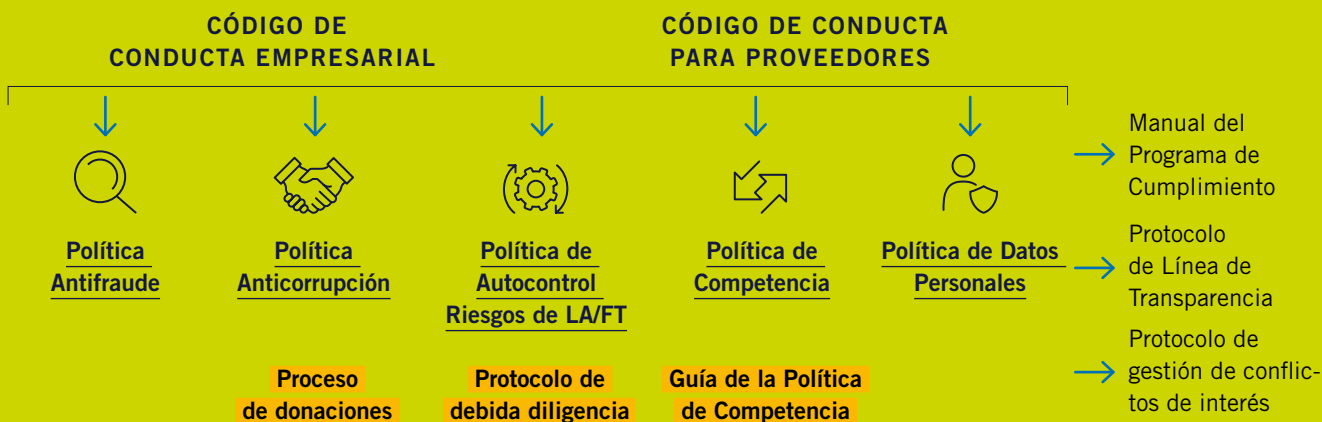 CÓDIGO DE
CONDUCTA EMPRESARIAL
CÓDIGO DE CONDUCTA
PARA PROVEEDORES
Política
Antifraude
Política
Anticorrupción
Política de
Autocontrol
Riesgos de LA/FT
Política de
Competencia
Política de Datos
Personales
Proceso
de donaciones
Protocolo de
debida diligencia
Guía de la Política
de Competencia
Manual del
Programa de
Cumplimiento
Protocolo
de Línea de
Transparencia
Protocolo de
gestión de conflic-
tos de interés